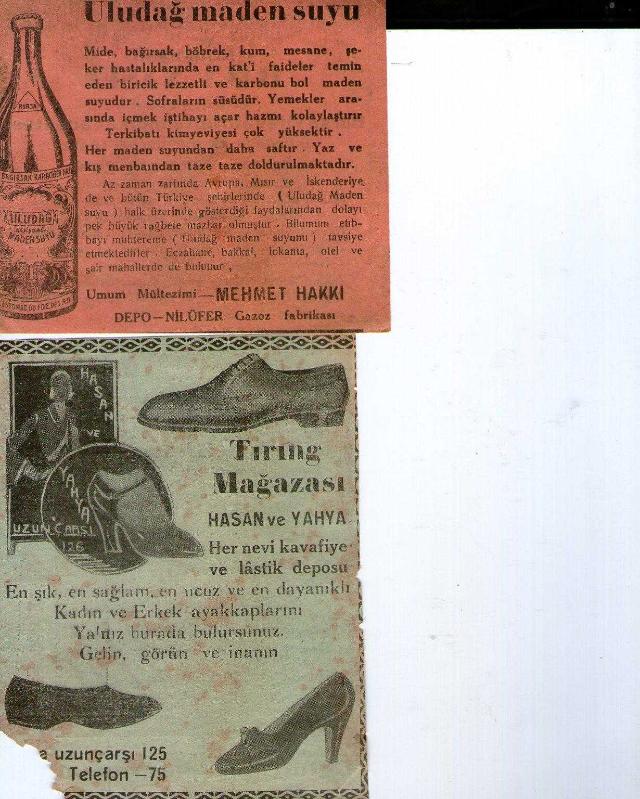 Uludağ maden suyu
Mide, bağırsak, böbrek, kum, mesane, şe-
ker hastalıklarında en kat'i faideler temin
eden biricik lezzetli ve karbonu bol maden
suyudur. Sofraların süsüdür. Yemekler ara-
sında içmek iştihayı açar hazmı kolaylaştırır
Terkibatı kimyeviyesi çok yüksektir.
Her maden suyundan daha saftır. Yaz ve
kış menbaından taze taze doldurulmaktadır.
Az zaman zarfında Avrupa, Mısır ve İskenderiye
de ve bütün Türkiye şehirlerinde (Uludağ Maden
suyu) halk üzerinde gösterdiği faydalarından dolayı
pek büyük rağbete mazhar olmuştur. Bilumum etıb-
bayı muhtereme (Uludağ maden suyunu) tavsiye
etmektedirler. Eczahane, bakkal, lokanta, otel ve
sair mahallerde de bulunur,
Umum Mültezimi—MEHMET HAKKI
DEPO—NİLÜFER Gazoz fabrikası
BURSA
ULUDAĞ
MADENSUYU
HASAN
VE
YAHYA
UZUNÇARŞI
126
Tiring
Mağazası
HASAN ve YAHYA
Her nevi kavafiye
ve lâstik deposu
En şık, en sağlam, en ucuz ve en dayanıklı
Kadın ve Erkek ayakkaplarını
Yalnız burada bulursunuz.
Gelin, görün ve inanın
uzunçarşı 125
Telefon —75